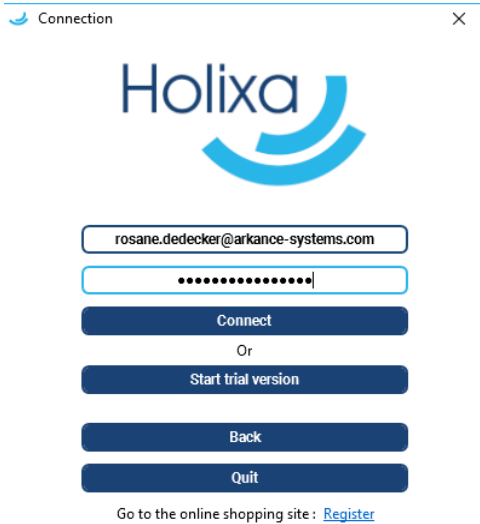 Connection
Holixa
rosane.dedecker@arkance-systems.com
••••••••••••••••
Connect
Or
Start trial version
Back
Quit
Go to the online shopping site : Register